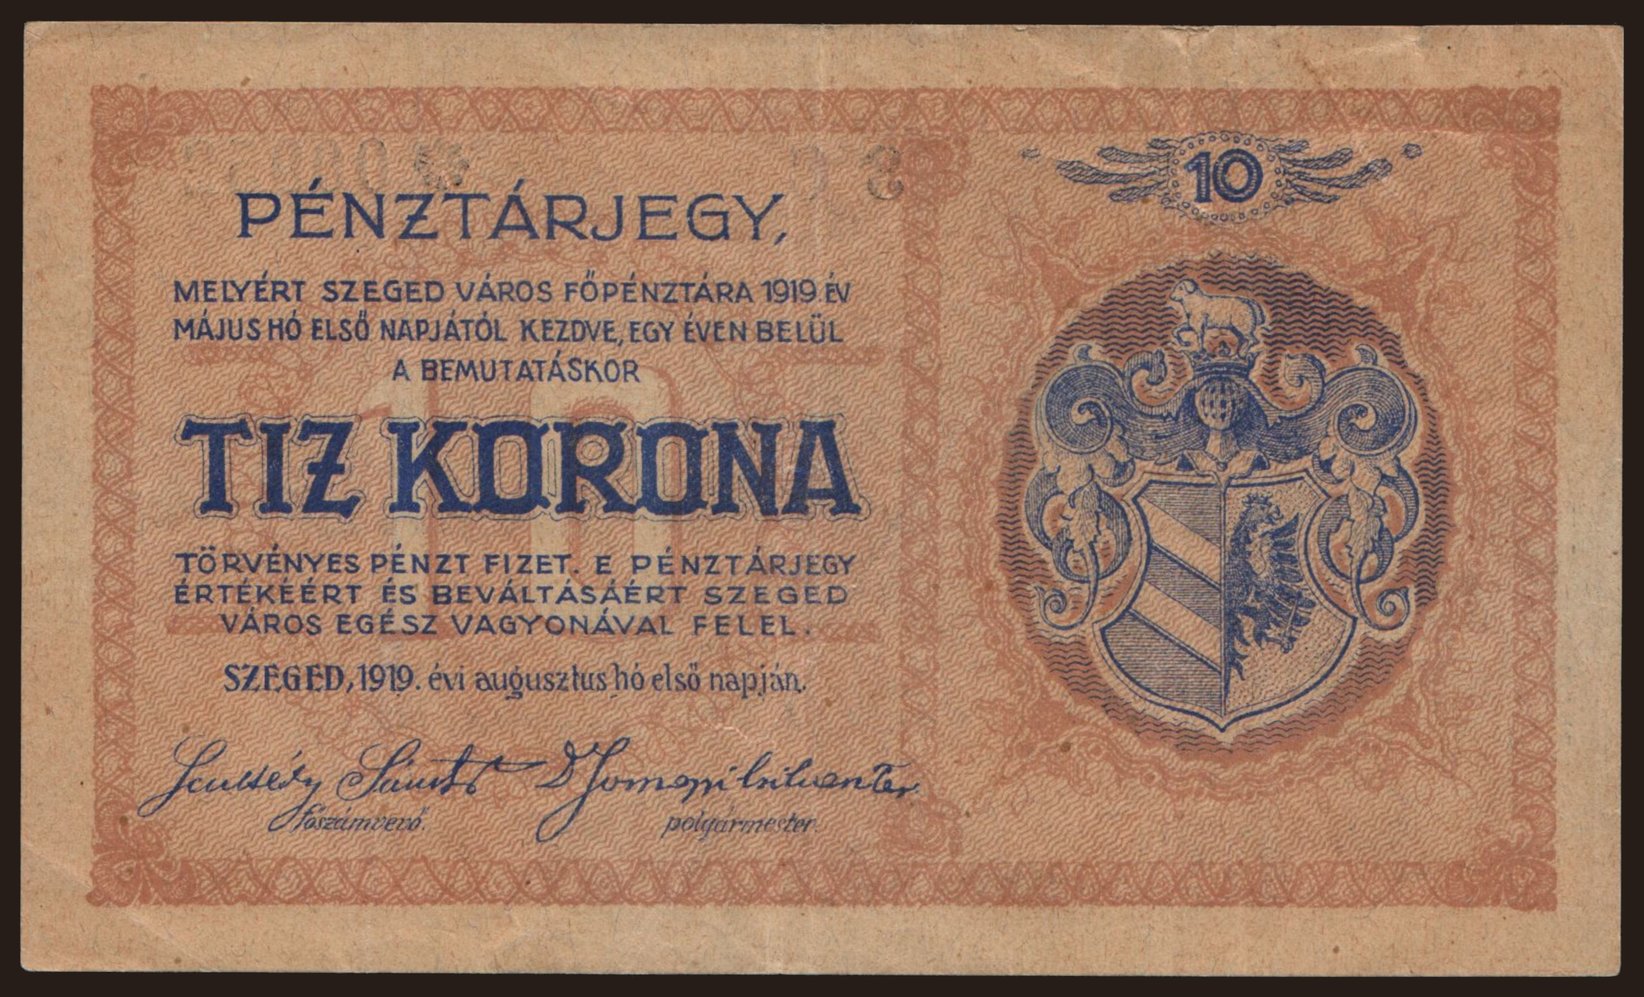 10
PÉNZTÁRJEGY,
MELYÉRT SZEGED VÁROS FŐPÉNZTÁRA 1919 ÉV
MÁJUS HÓ ELSŐ NAPJÁTÓL KEZDVE, EGY ÉVEN BELÜL
A BEMUTATÁSKOR
10
TIZ KORONA
TÖRVÉNYES PÉNZT FIZET. E PÉNZTÁRJEGY
ÉRTÉKÉÉRT ÉS BEVÁLTÁSÁÉRT SZEGED
VÁROS EGÉSZ VAGYONÁVAL FELEL.
SZEGED, 1919. évi augusztus hó első napján.
főszámvevő. polgármester.